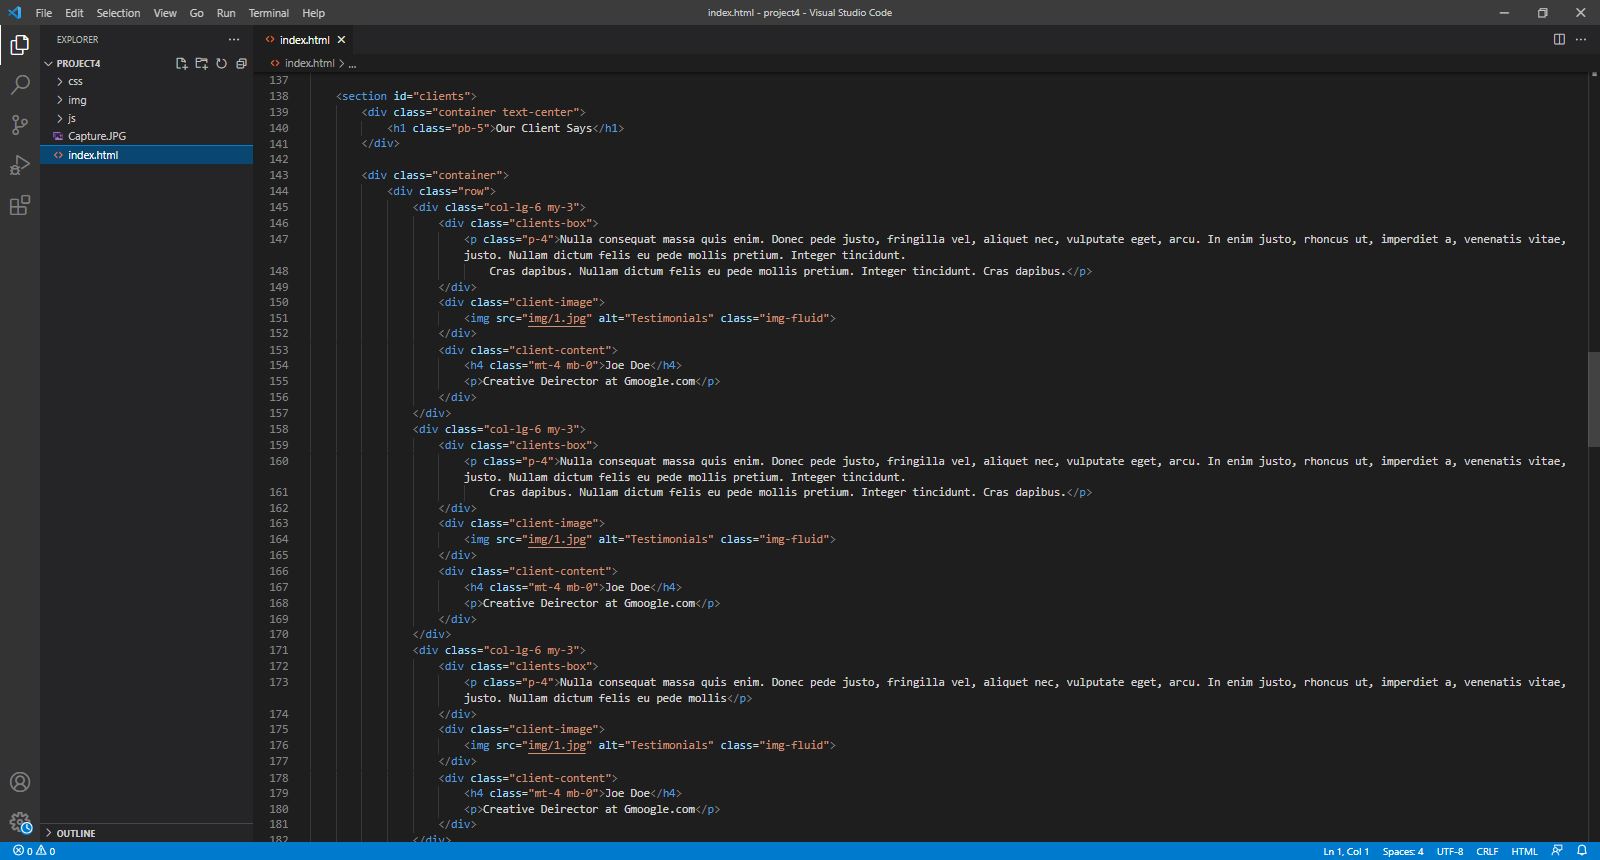 File Edit Selection View Go Run Terminal Help
index.html - project4 - Visual Studio Code
EXPLORER
PROJECT4
css
img
js
Capture.JPG
index.html
OUTLINE
index.html
index.html > ...
137
138 <section id="clients">
139 <div class="container text-center">
140 <h1 class="pb-5">Our Client Says</h1>
141 </div>
142
143 <div class="container">
144 <div class="row">
145 <div class="col-lg-6 my-3">
146 <div class="clients-box">
147 <p class="p-4">Nulla consequat massa quis enim. Donec pede justo, fringilla vel, aliquet nec, vulputate eget, arcu. In enim justo, rhoncus ut, imperdiet a, venenatis vitae,
justo. Nullam dictum felis eu pede mollis pretium. Integer tincidunt.
148 Cras dapibus. Nullam dictum felis eu pede mollis pretium. Integer tincidunt. Cras dapibus.</p>
149 </div>
150 <div class="client-image">
151 <img src="img/1.jpg" alt="Testimonials" class="img-fluid">
152 </div>
153 <div class="client-content">
154 <h4 class="mt-4 mb-0">Joe Doe</h4>
155 <p>Creative Deirector at Gmoogle.com</p>
156 </div>
157 </div>
158 <div class="col-lg-6 my-3">
159 <div class="clients-box">
160 <p class="p-4">Nulla consequat massa quis enim. Donec pede justo, fringilla vel, aliquet nec, vulputate eget, arcu. In enim justo, rhoncus ut, imperdiet a, venenatis vitae,
justo. Nullam dictum felis eu pede mollis pretium. Integer tincidunt.
161 Cras dapibus. Nullam dictum felis eu pede mollis pretium. Integer tincidunt. Cras dapibus.</p>
162 </div>
163 <div class="client-image">
164 <img src="img/1.jpg" alt="Testimonials" class="img-fluid">
165 </div>
166 <div class="client-content">
167 <h4 class="mt-4 mb-0">Joe Doe</h4>
168 <p>Creative Deirector at Gmoogle.com</p>
169 </div>
170 </div>
171 <div class="col-lg-6 my-3">
172 <div class="clients-box">
173 <p class="p-4">Nulla consequat massa quis enim. Donec pede justo, fringilla vel, aliquet nec, vulputate eget, arcu. In enim justo, rhoncus ut, imperdiet a, venenatis vitae,
justo. Nullam dictum felis eu pede mollis</p>
174 </div>
175 <div class="client-image">
176 <img src="img/1.jpg" alt="Testimonials" class="img-fluid">
177 </div>
178 <div class="client-content">
179 <h4 class="mt-4 mb-0">Joe Doe</h4>
180 <p>Creative Deirector at Gmoogle.com</p>
181 </div>
182 </div>
0 0
Ln 1, Col 1 Spaces: 4 UTF-8 CRLF HTML